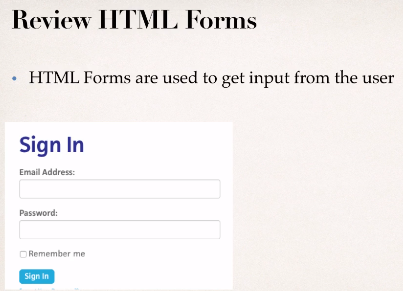 Review HTML Forms
• HTML Forms are used to get input from the user
Sign In
Email Address:
Password:
Remember me
Sign In